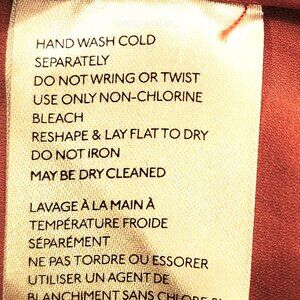 HAND WASH COLD
SEPARATELY
DO NOT WRING OR TWIST
USE ONLY NON-CHLORINE
BLEACH
RESHAPE & LAY FLAT TO DRY
DO NOT IRON
MAY BE DRY CLEANED
LAVAGE À LA MAIN À
TEMPÉRATURE FROIDE
SÉPARÉMENT
NE PAS TORDRE OU ESSORER
UTILISER UN AGENT DE
BLANCHIMENT SANS